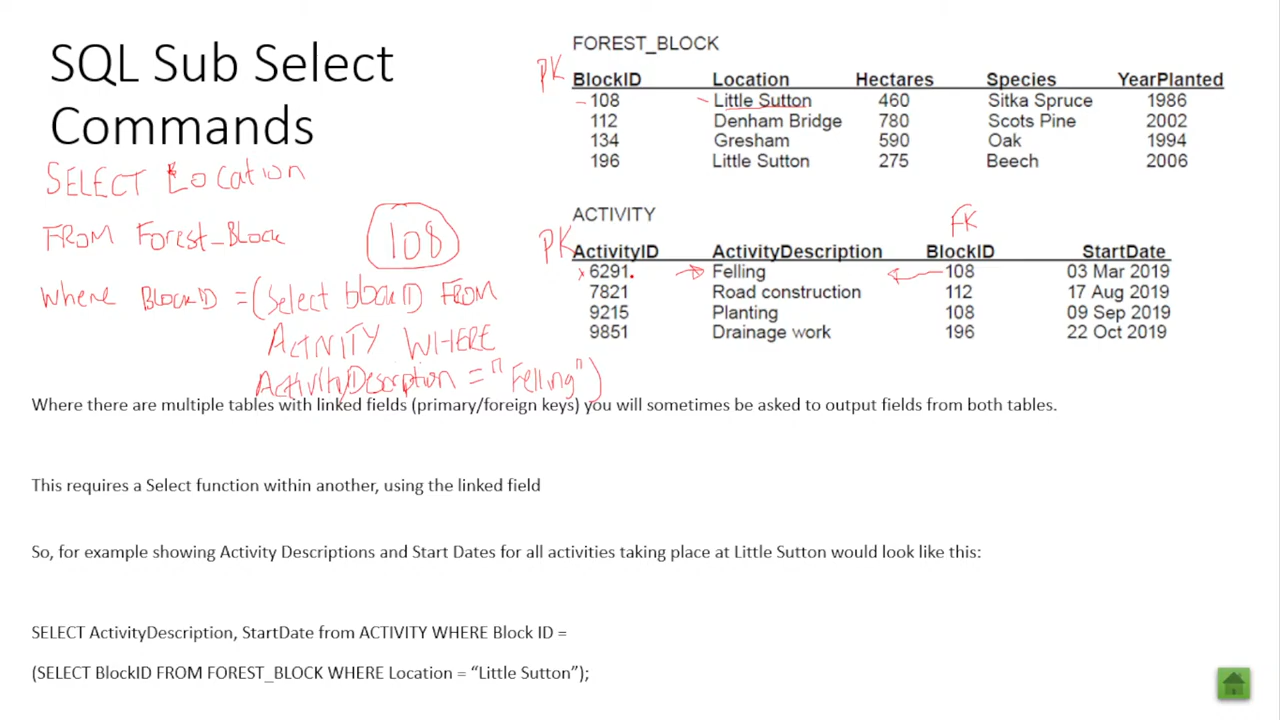 SQL Sub Select
Commands
SELECT Location
FROM Forest_Block
108
Where BlockID =(Select blockID FROM
ACTIVITY WHERE
ActivityDescription = "Felling")
FOREST_BLOCK
PK
BlockID Location Hectares Species YearPlanted
108 Little Sutton 460 Sitka Spruce 1986
112 Denham Bridge 780 Scots Pine 2002
134 Gresham 590 Oak 1994
196 Little Sutton 275 Beech 2006
ACTIVITY
FK
PK
ActivityID ActivityDescription BlockID StartDate
6291 Felling 108 03 Mar 2019
7821 Road construction 112 17 Aug 2019
9215 Planting 108 09 Sep 2019
9851 Drainage work 196 22 Oct 2019
Where there are multiple tables with linked fields (primary/foreign keys) you will sometimes be asked to output fields from both tables.
This requires a Select function within another, using the linked field
So, for example showing Activity Descriptions and Start Dates for all activities taking place at Little Sutton would look like this:
SELECT ActivityDescription, StartDate from ACTIVITY WHERE Block ID =
(SELECT BlockID FROM FOREST_BLOCK WHERE Location = “Little Sutton”);